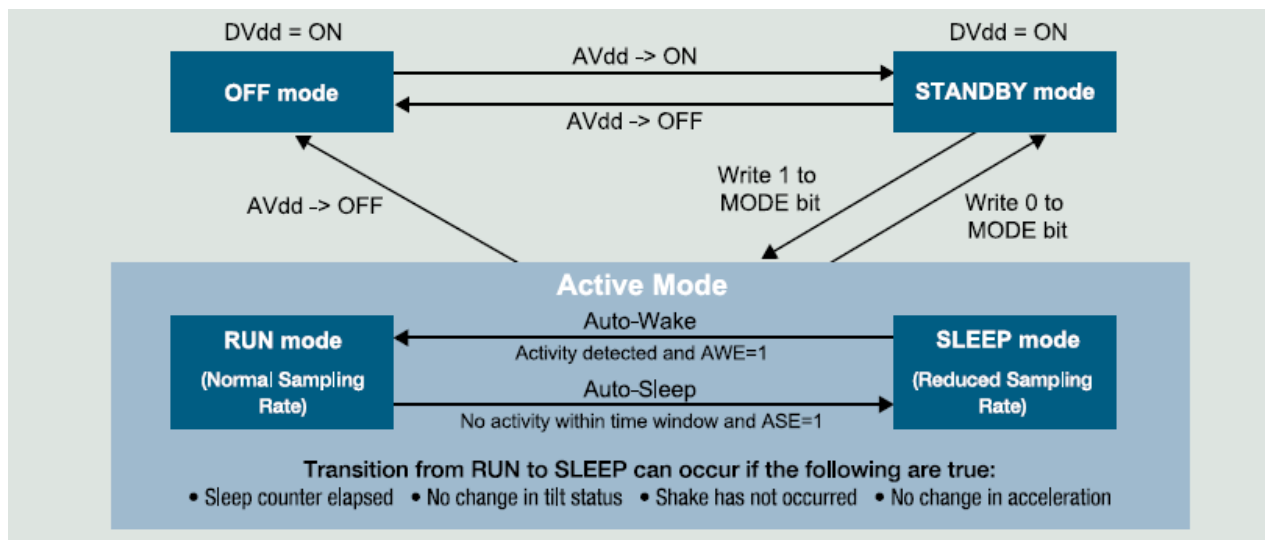 DVdd = ON
DVdd = ON
OFF mode
AVdd -> ON
STANDBY mode
AVdd -> OFF
AVdd -> OFF
Write 1 to
MODE bit
Write 0 to
MODE bit
Active Mode
RUN mode
(Normal Sampling
Rate)
Auto-Wake
Activity detected and AWE=1
Auto-Sleep
No activity within time window and ASE=1
SLEEP mode
(Reduced Sampling
Rate)
Transition from RUN to SLEEP can occur if the following are true:
• Sleep counter elapsed • No change in tilt status • Shake has not occurred • No change in acceleration